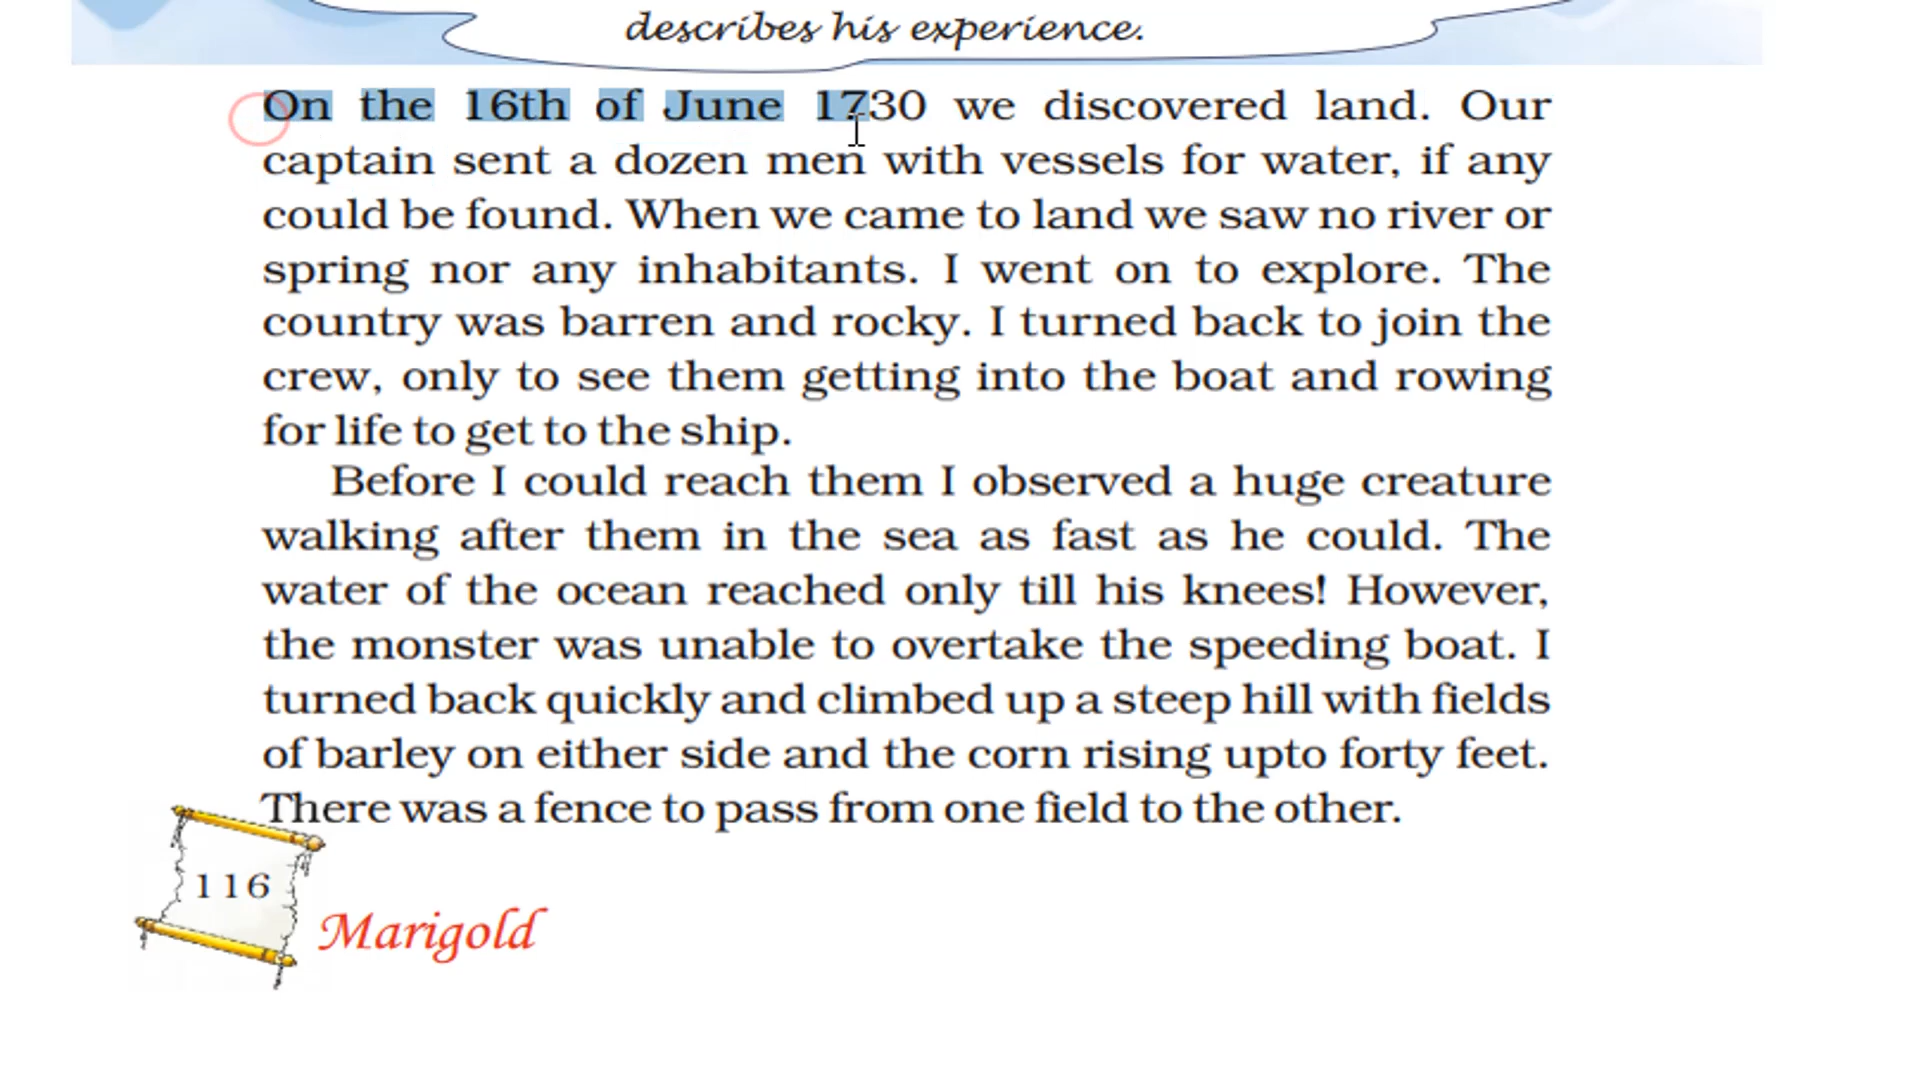 describes his experience.
On the 16th of June 1730 we discovered land. Our
captain sent a dozen men with vessels for water, if any
could be found. When we came to land we saw no river or
spring nor any inhabitants. I went on to explore. The
country was barren and rocky. I turned back to join the
crew, only to see them getting into the boat and rowing
for life to get to the ship.
Before I could reach them I observed a huge creature
walking after them in the sea as fast as he could. The
water of the ocean reached only till his knees! However,
the monster was unable to overtake the speeding boat. I
turned back quickly and climbed up a steep hill with fields
of barley on either side and the corn rising upto forty feet.
There was a fence to pass from one field to the other.
116
Marigold